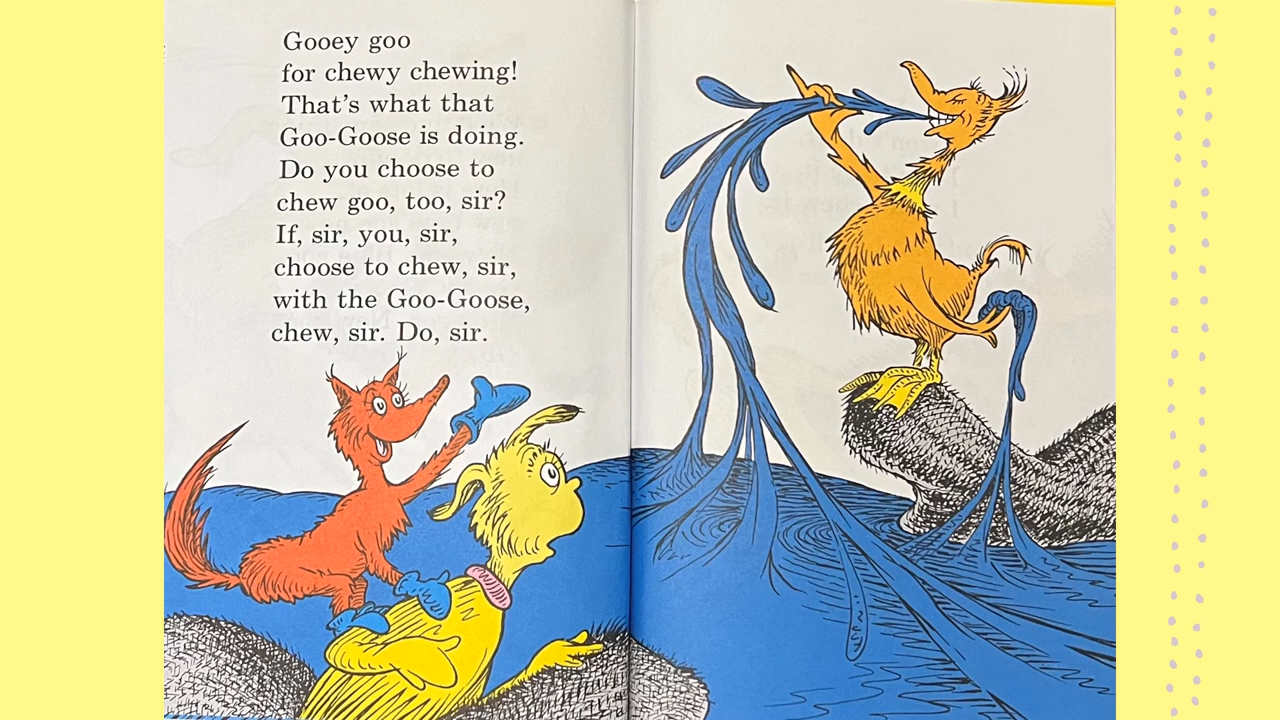 Gooey goo
for chewy chewing!
That's what that
Goo-Goose is doing.
Do you choose to
chew goo, too, sir?
If, sir, you, sir,
choose to chew, sir,
with the Goo-Goose,
chew, sir. Do, sir.